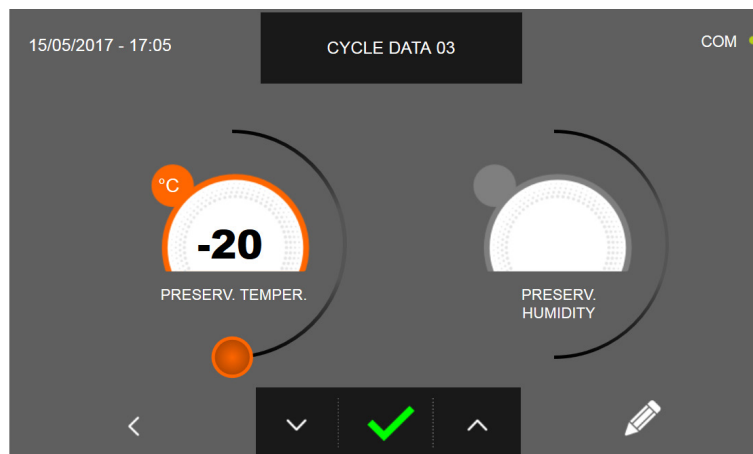 15/05/2017 - 17:05
CYCLE DATA 03
COM
°C
-20
PRESERV. TEMPER.
PRESERV.
HUMIDITY